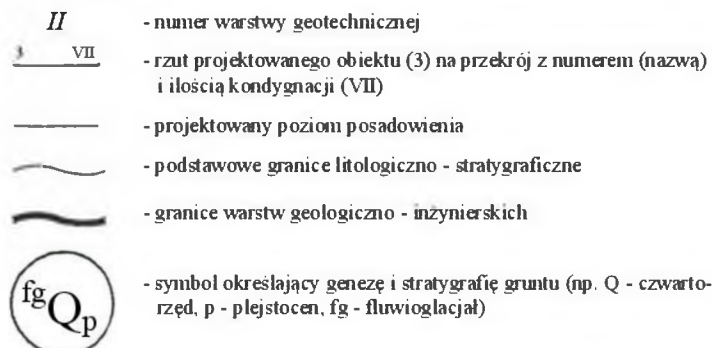 II - numer warstwy geotechnicznej
3 VII - rzut projektowanego obiektu (3) na przekrój z numerem (nazwą)
i ilością kondygnacji (VII)
- projektowany poziom posadowienia
- podstawowe granice litologiczno - stratygraficzne
- granice warstw geologiczno - inżynierskich
fgQp - symbol określający genezę i stratygrafię gruntu (np. Q - czwarto-
rzęd, p - plejstocen, fg - fluwioglacjał)